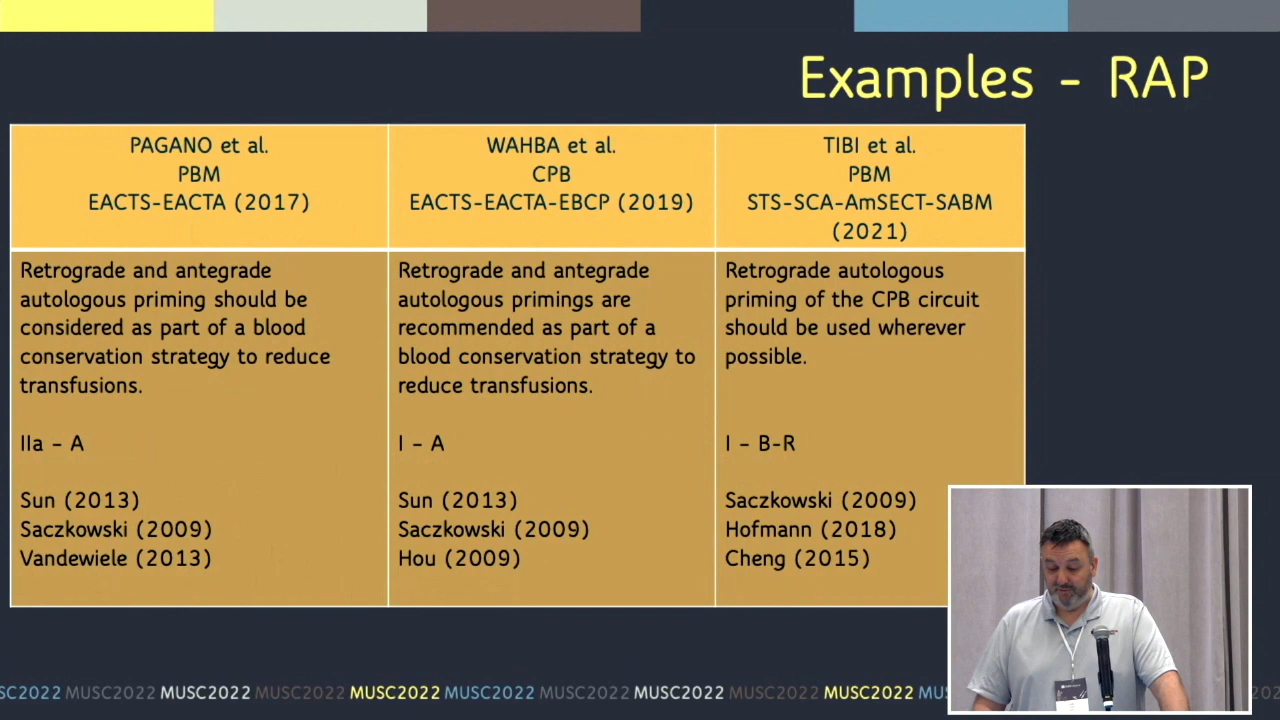 Examples - RAP
PAGANO et al.
PBM
EACTS-EACTA (2017)
WAHBA et al.
CPB
EACTS-EACTA-EBCP (2019)
TIBI et al.
PBM
STS-SCA-AmSECT-SABM
(2021)
Retrograde and antegrade
autologous priming should be
considered as part of a blood
conservation strategy to reduce
transfusions.
IIa – A
Sun (2013)
Saczkowski (2009)
Vandewiele (2013)
Retrograde and antegrade
autologous primings are
recommended as part of a
blood conservation strategy to
reduce transfusions.
I – A
Sun (2013)
Saczkowski (2009)
Hou (2009)
Retrograde autologous
priming of the CPB circuit
should be used wherever
possible.
I – B-R
Saczkowski (2009)
Hofmann (2018)
Cheng (2015)
SC2022 MUSC2022 MUSC2022 MUSC2022 MUSC2022 MUSC2022 MUSC2022 MUSC2022 MUSC2022 MUSC2022 MUS